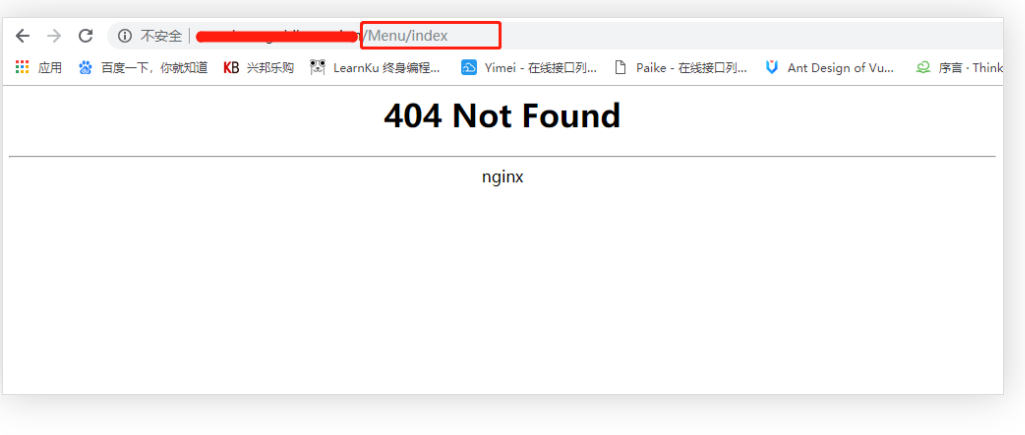 不安全 | /Menu/index
应用 百度一下，你就知道 KB 兴邦乐购 LearnKu 终身编程... Yimei - 在线接口列... Paike - 在线接口列... Ant Design of Vu... 序言 · Think
404 Not Found
nginx